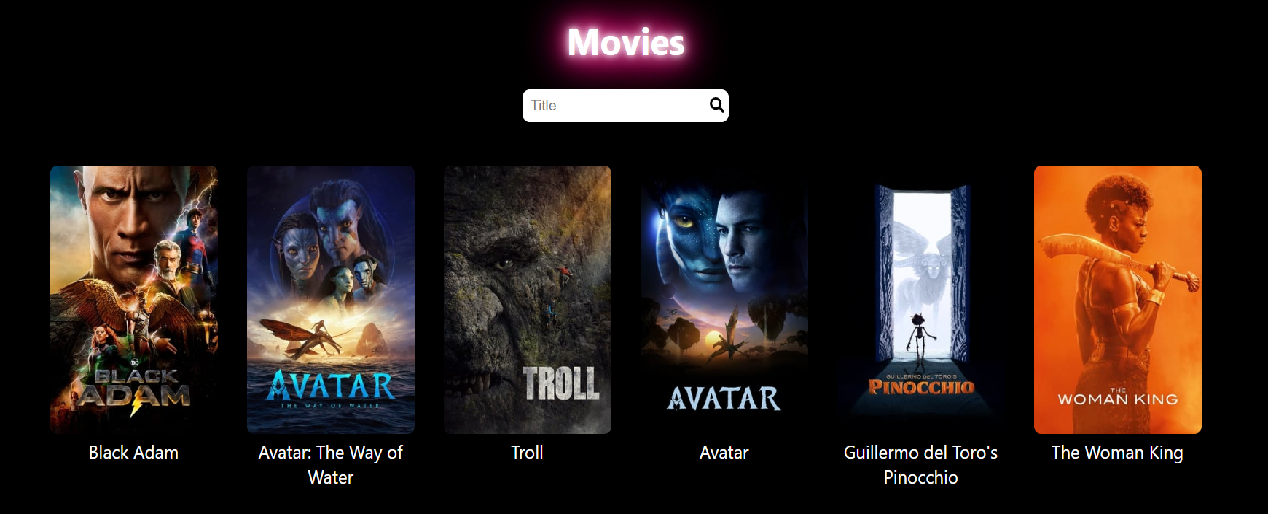 Movies
Title
BLACK
ADAM
AVATAR
THE WAY OF WATER
TROLL
AVATAR
GUILLERMO DEL TORO'S
PINOCCHIO
THE
WOMAN KING
Black Adam
Avatar: The Way of
Water
Troll
Avatar
Guillermo del Toro's
Pinocchio
The Woman King